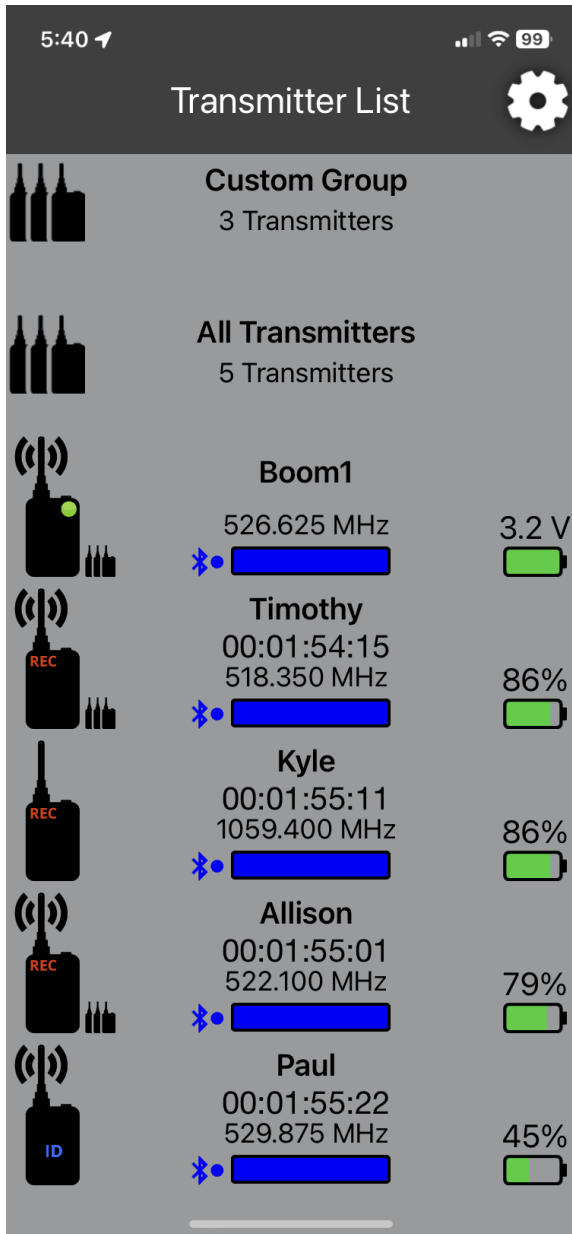 5:40
99
Transmitter List
Custom Group
3 Transmitters
All Transmitters
5 Transmitters
Boom1
526.625 MHz
3.2 V
Timothy
00:01:54:15
REC
518.350 MHz
86%
Kyle
00:01:55:11
REC
1059.400 MHz
86%
Allison
00:01:55:01
REC
522.100 MHz
79%
Paul
00:01:55:22
529.875 MHz
45%
ID